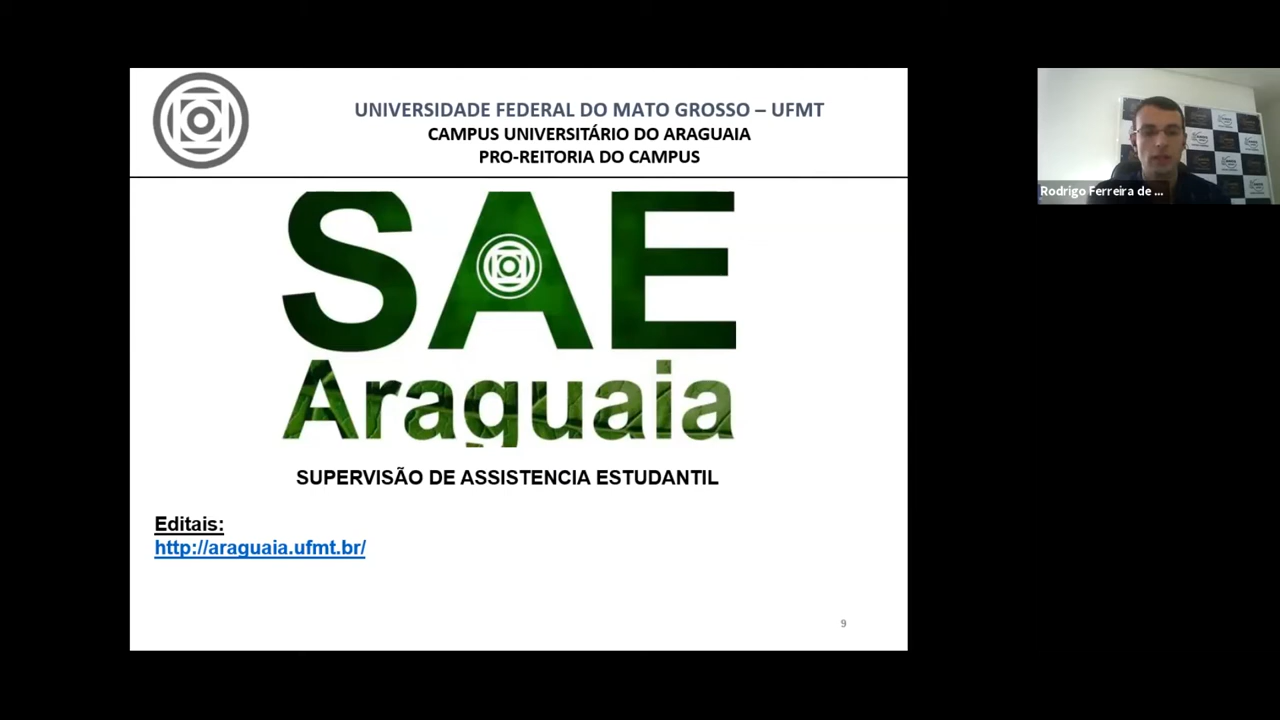 UNIVERSIDADE FEDERAL DO MATO GROSSO – UFMT
CAMPUS UNIVERSITÁRIO DO ARAGUAIA
PRO-REITORIA DO CAMPUS
SAE
Araguaia
SUPERVISÃO DE ASSISTENCIA ESTUDANTIL
Editais:
http://araguaia.ufmt.br/
9
Rodrigo Ferreira de ...